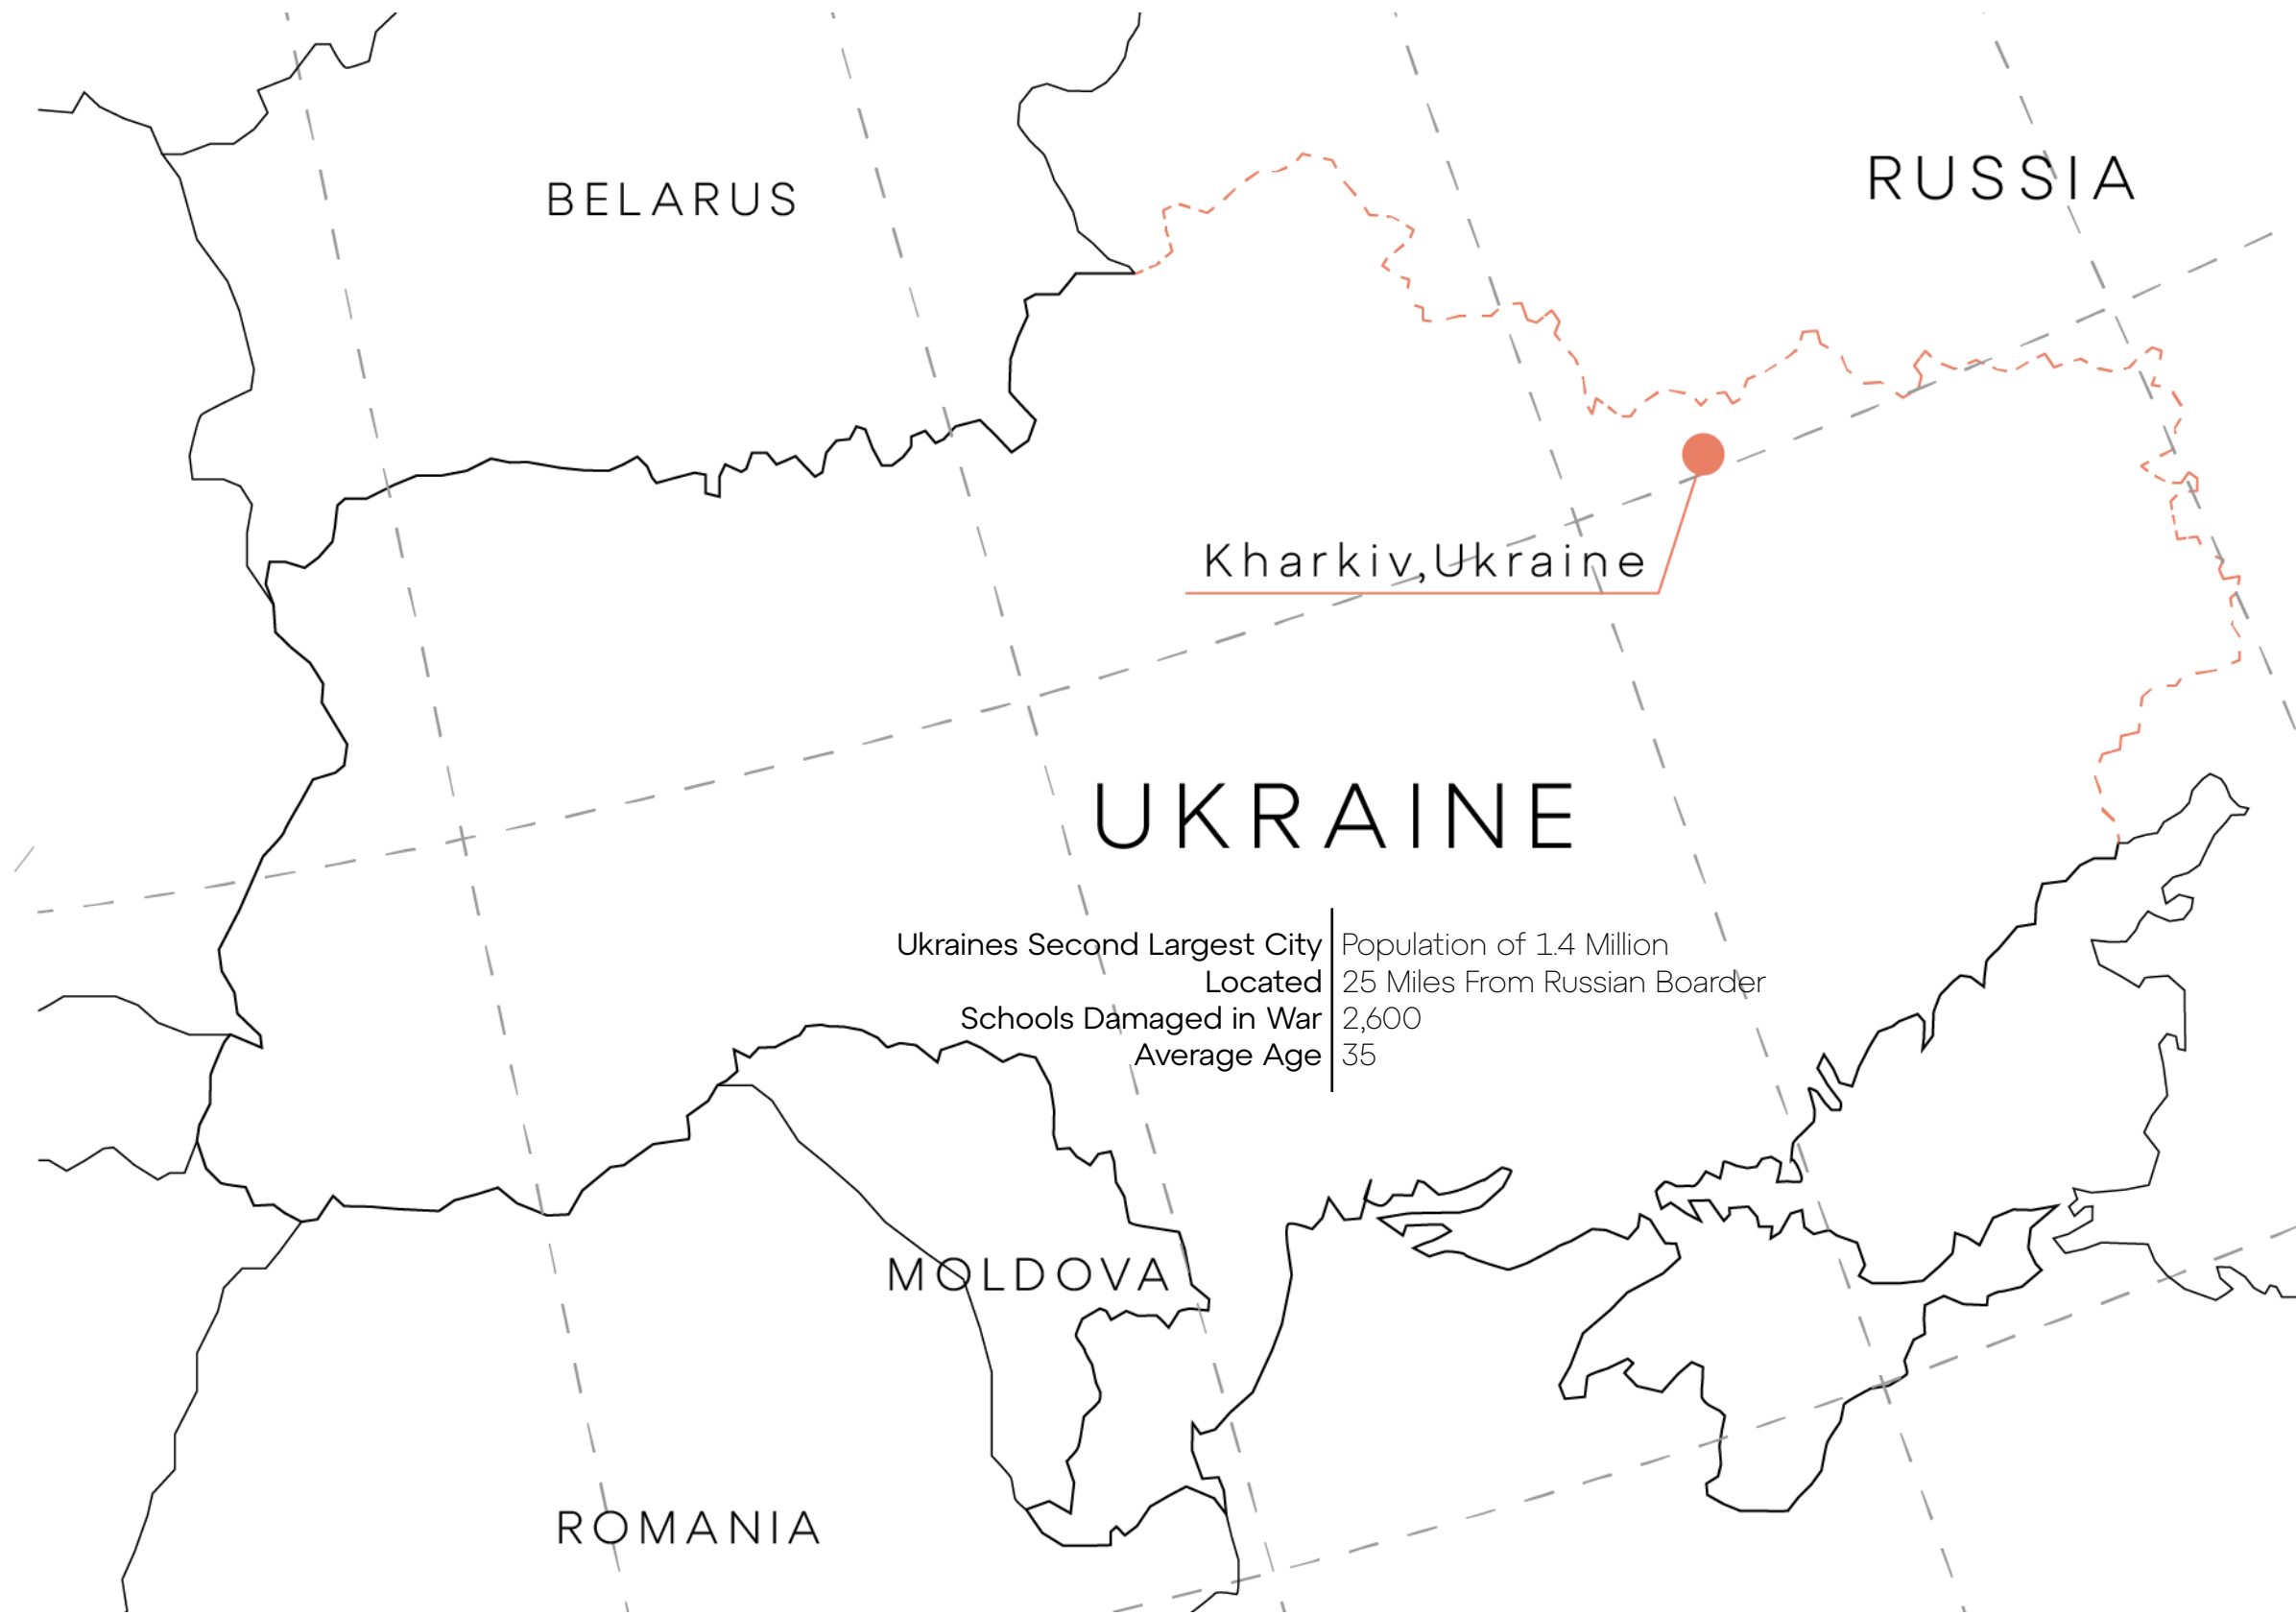 BELARUS
RUSSIA
Kharkiv,Ukraine
UKRAINE
Ukraines Second Largest City Population of 1.4 Million
Located 25 Miles From Russian Boarder
Schools Damaged in War 2,600
Average Age 35
MOLDOVA
ROMANIA